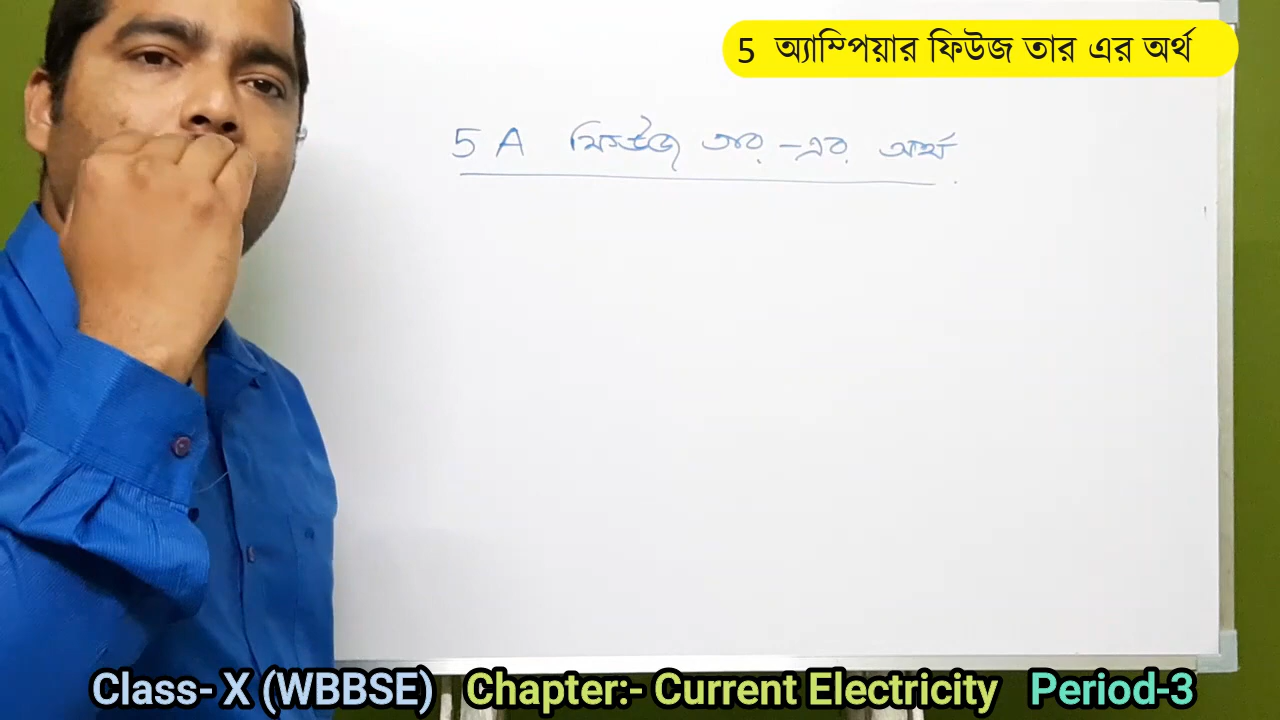 5 অ্যাম্পিয়ার ফিউজ তার এর অর্থ
5 A ফিউজ তার -এর অর্থ
Class- X (WBBSE) Chapter:- Current Electricity Period-3